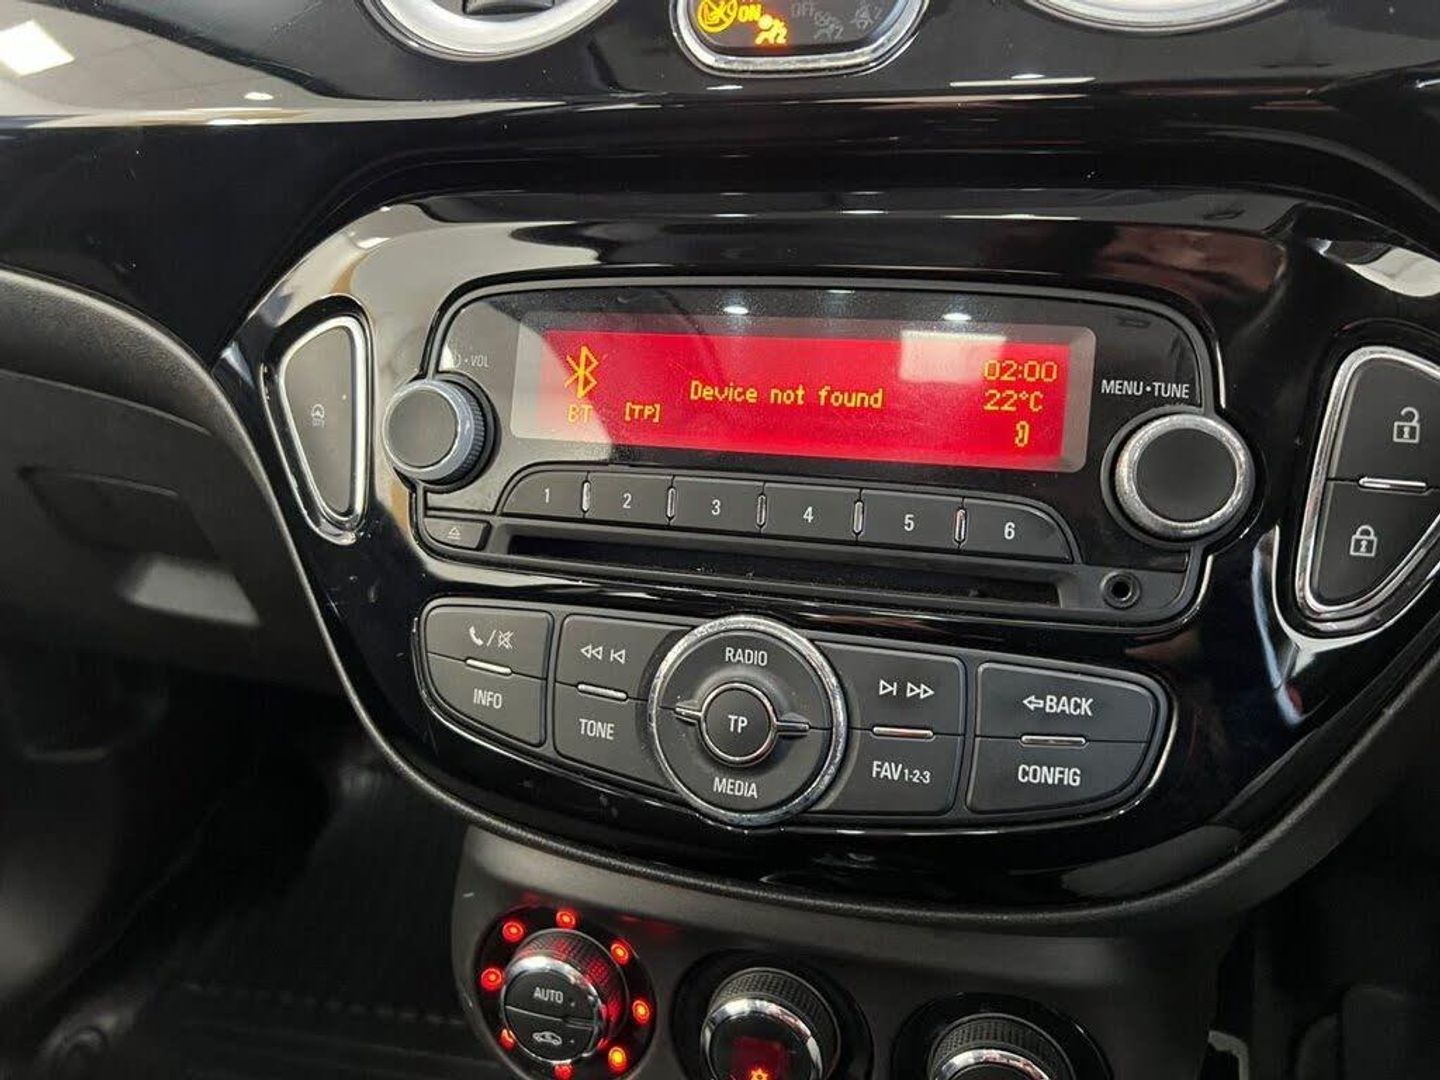 ON OFF
VOL
BT
[TP]
Device not found
02:00
22°C
MENU•TUNE
1 2 3 4 5 6
INFO
TONE
RADIO
TP
MEDIA
FAV1-2-3
BACK
CONFIG
AUTO